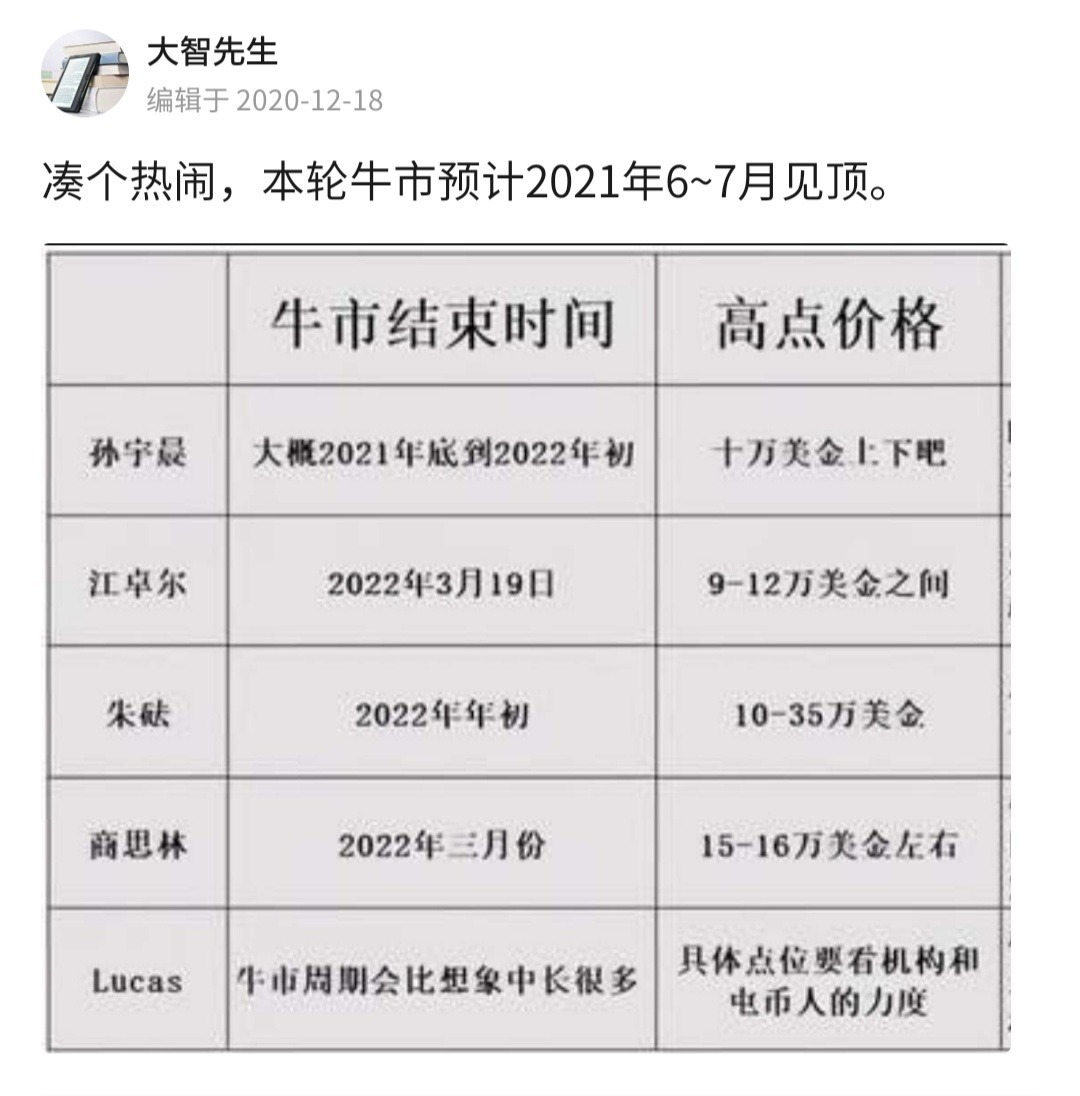 大智先生
编辑于 2020-12-18
凑个热闹，本轮牛市预计2021年6~7月见顶。
牛市结束时间 高点价格
孙宇晨 大概2021年底到2022年初 十万美金上下吧
江卓尔 2022年3月19日 9-12万美金之间
朱砝 2022年年初 10-35万美金
商思林 2022年三月份 15-16万美金左右
Lucas 牛市周期会比想象中长很多 具体点位要看机构和
屯币人的力度